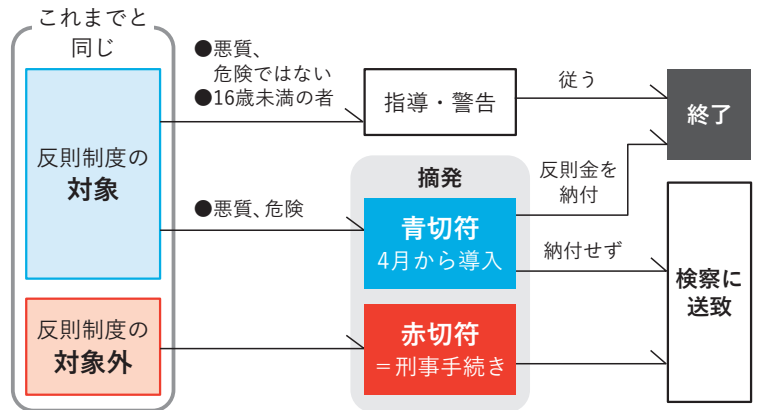 これまでと
同じ
反則制度の
対象
反則制度の
対象外
●悪質、
危険ではない
●16歳未満の者
●悪質、危険
指導・警告
摘発
青切符
4月から導入
赤切符
＝刑事手続き
従う
反則金を
納付
納付せず
終了
検察に
送致